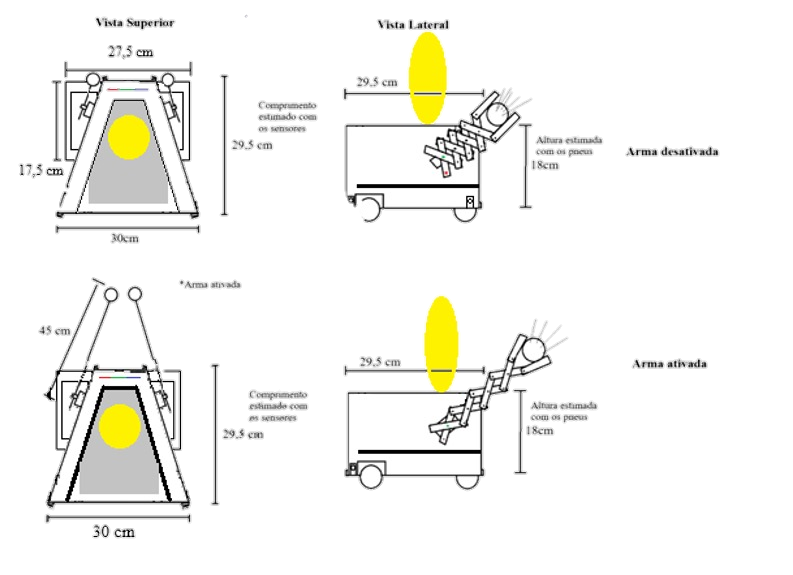 Vista Superior
Vista Lateral
27,5 cm
29,5 cm
Comprimento
estimado com
os sensores
29,5 cm
Altura estimada
com os pneus
18cm
Arma desativada
17,5 cm
30cm
*Arma ativada
45 cm
29,5 cm
Arma ativada
Comprimento
estimado com
os sensores
29,5 cm
Altura estimada
com os pneus
18cm
30 cm